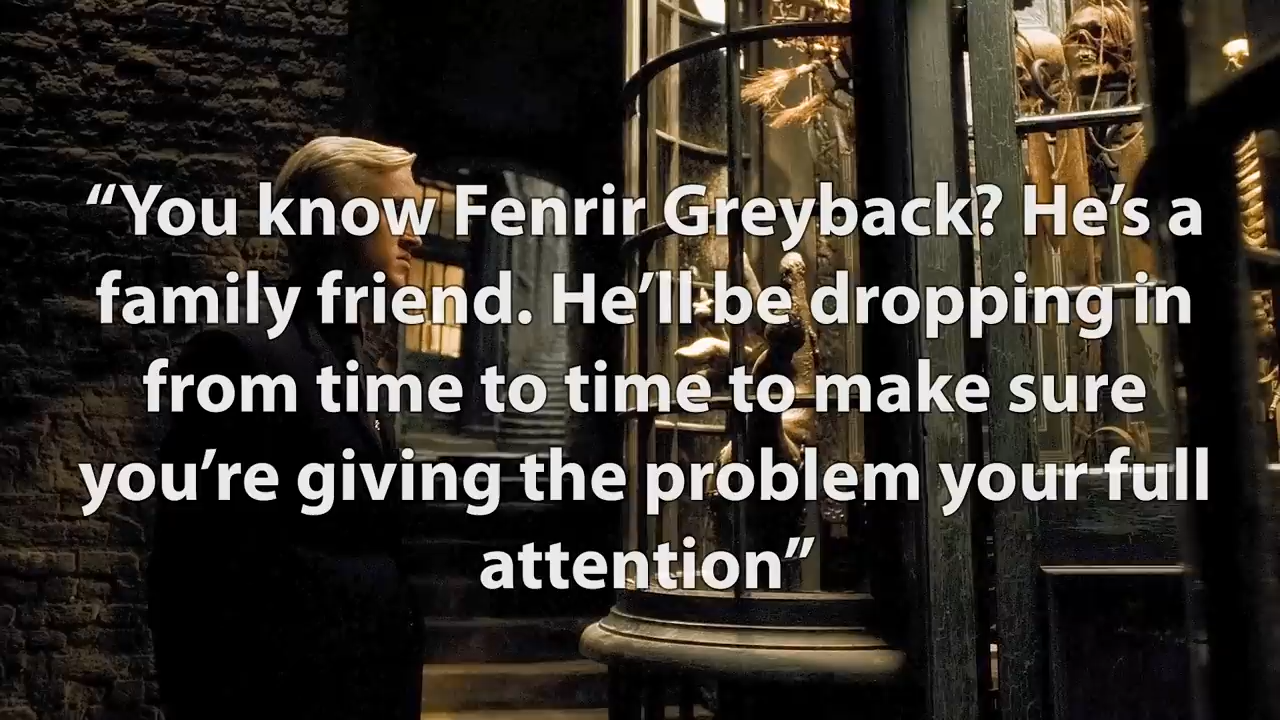 “You know Fenrir Greyback? He’s a
family friend. He’ll be dropping in
from time to time to make sure
you’re giving the problem your full
attention”